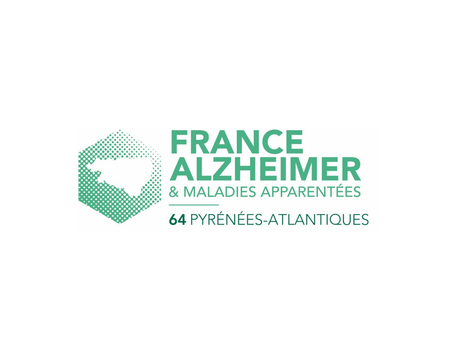 FRANCE
ALZHEIMER
& MALADIES APPARENTÉES
64 PYRÉNÉES-ATLANTIQUES